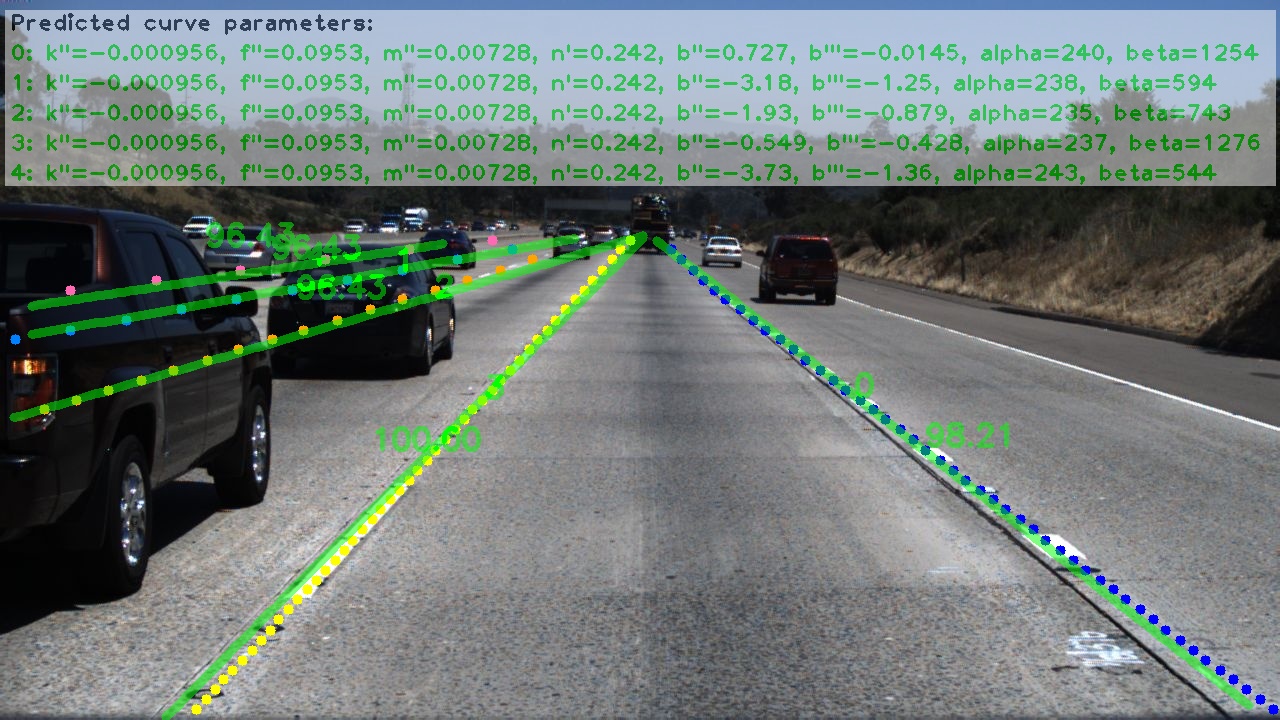 Predicted curve parameters:
0: k''=-0.000956, f''=0.0953, m''=0.00728, n'=0.242, b''=0.727, b'''=-0.0145, alpha=240, beta=1254
1: k''=-0.000956, f''=0.0953, m''=0.00728, n'=0.242, b''=-3.18, b'''=-1.25, alpha=238, beta=594
2: k''=-0.000956, f''=0.0953, m''=0.00728, n'=0.242, b''=-1.93, b'''=-0.879, alpha=235, beta=743
3: k''=-0.000956, f''=0.0953, m''=0.00728, n'=0.242, b''=-0.549, b'''=-0.428, alpha=237, beta=1276
4: k''=-0.000956, f''=0.0953, m''=0.00728, n'=0.242, b''=-3.73, b'''=-1.36, alpha=243, beta=544
96.43
96.43
1
96.43 2
0
100.00
98.21